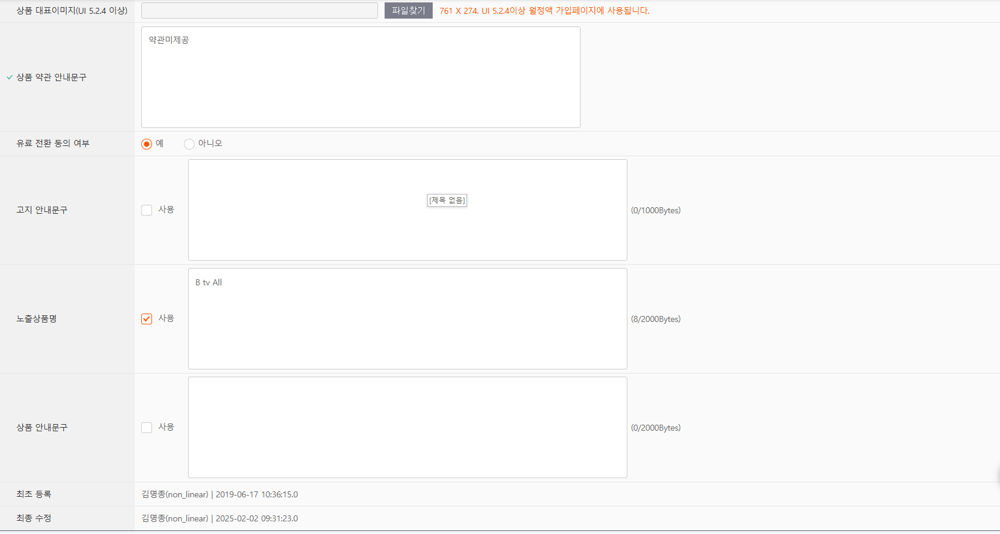 상품 대표이미지(UI 5.2.4 이상)
파일찾기
761 X 274. UI 5.2.4이상 월정액 가입페이지에 사용됩니다.
상품 약관 안내문구
약관미제공
유료 전환 동의 여부
예
아니오
고지 안내문구
사용
[제목 없음]
(0/1000Bytes)
노출상품명
사용
B tv All
(8/2000Bytes)
상품 안내문구
사용
(0/2000Bytes)
최초 등록
김명종(non_linear) | 2019-06-17 10:36:15.0
최종 수정
김명종(non_linear) | 2025-02-02 09:31:23.0